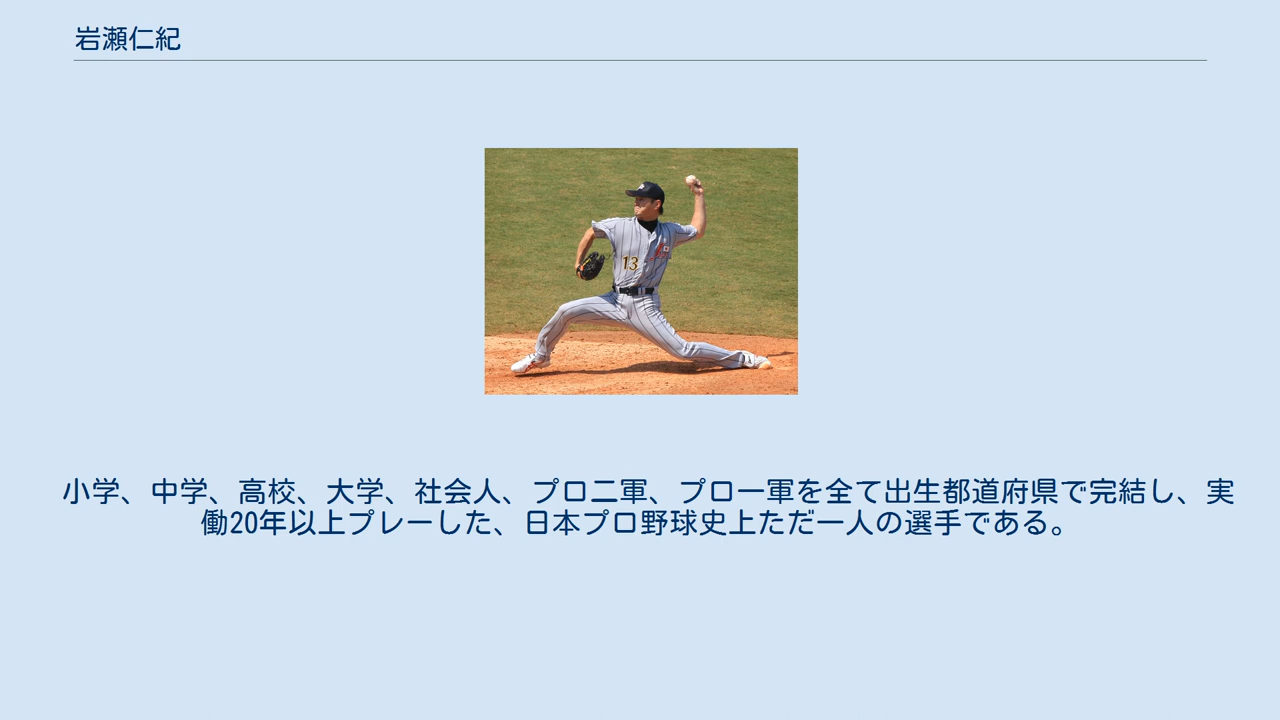 岩瀬仁紀
13
小学、中学、高校、大学、社会人、プロ二軍、プロ一軍を全て出生都道府県で完結し、実
働20年以上プレーした、日本プロ野球史上ただ一人の選手である。